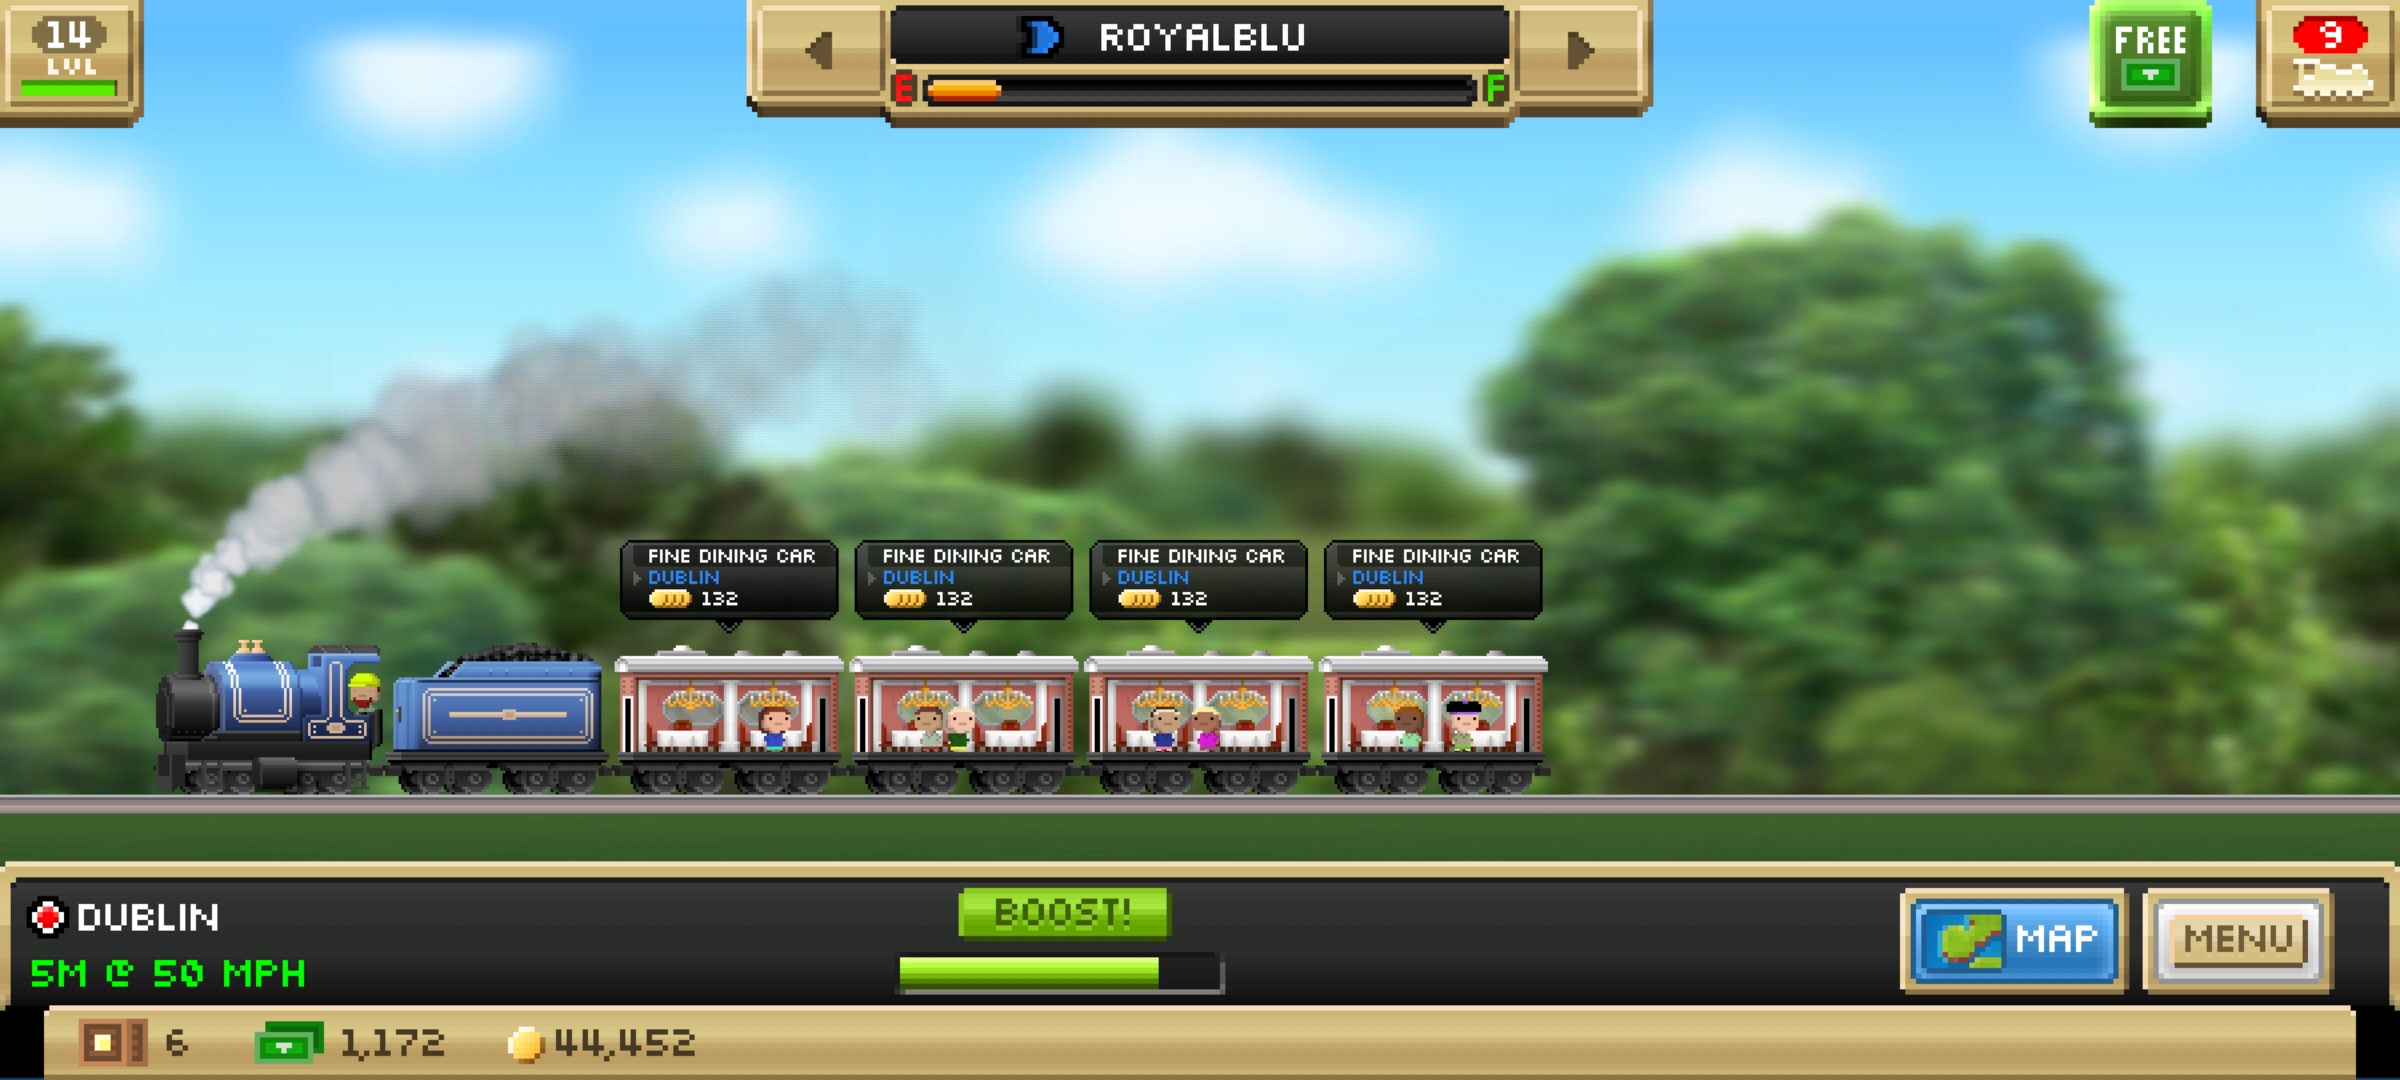 14
LVL
ROYALBLU
E F
FREE
9
FINE DINING CAR
DUBLIN
132
FINE DINING CAR
DUBLIN
132
FINE DINING CAR
DUBLIN
132
FINE DINING CAR
DUBLIN
132
DUBLIN
5M @ 50 MPH
BOOST!
MAP
MENU
6 1,172 44,452